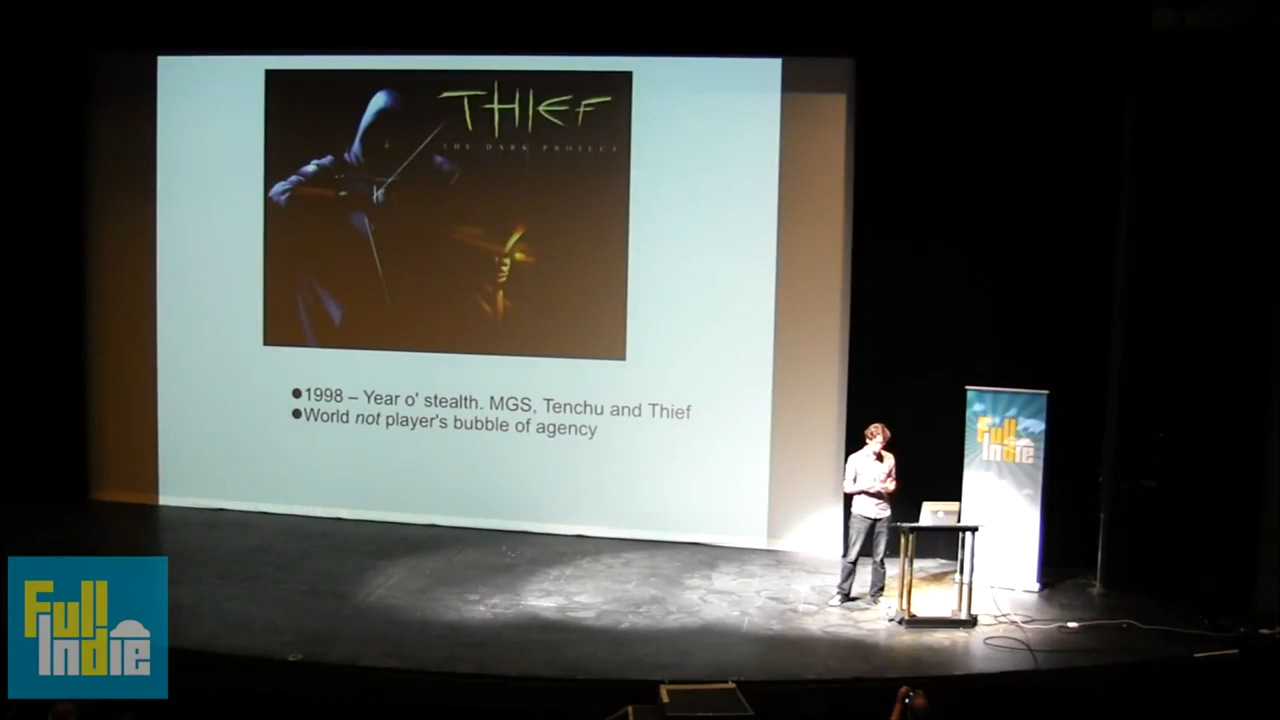 THIEF
THE DARK PROJECT
●1998 – Year o' stealth. MGS, Tenchu and Thief
●World not player's bubble of agency
Full
Indie
Full
Indie